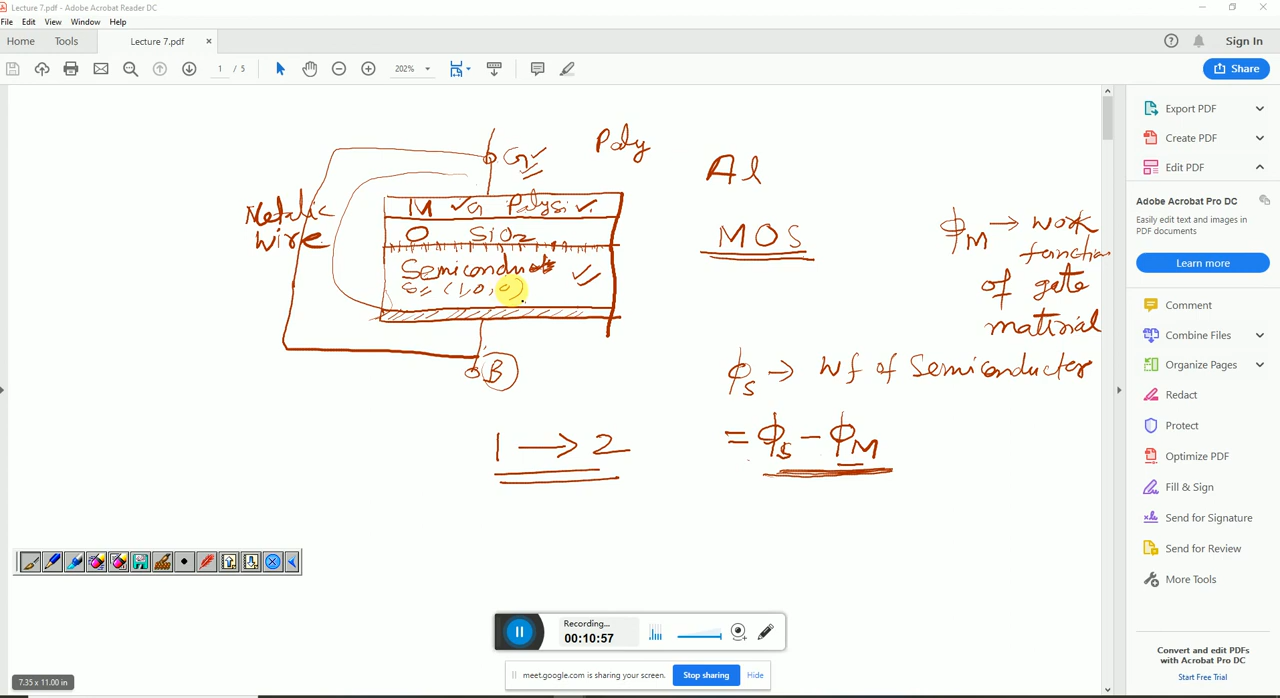 Lecture 7.pdf - Adobe Acrobat Reader DC
File Edit View Window Help
Home Tools Lecture 7.pdf × Sign In
1 / 5 202% Share
Poly
G
Al
Metalic
wire
M G Polysi
O SiO2
Semiconduct
(1,0,0)
B
MOS
ϕM → work
function
of gate
material
ϕS → Wf of Semiconductor
1 → 2
= ϕS - ϕM
Export PDF
Create PDF
Edit PDF
Adobe Acrobat Pro DC
Easily edit text and images in
PDF documents
Learn more
Comment
Combine Files
Organize Pages
Redact
Protect
Optimize PDF
Fill & Sign
Send for Signature
Send for Review
More Tools
Convert and edit PDFs
with Acrobat Pro DC
Start Free Trial
Recording...
00:10:57
meet.google.com is sharing your screen. Stop sharing Hide
7.35 x 11.00 in